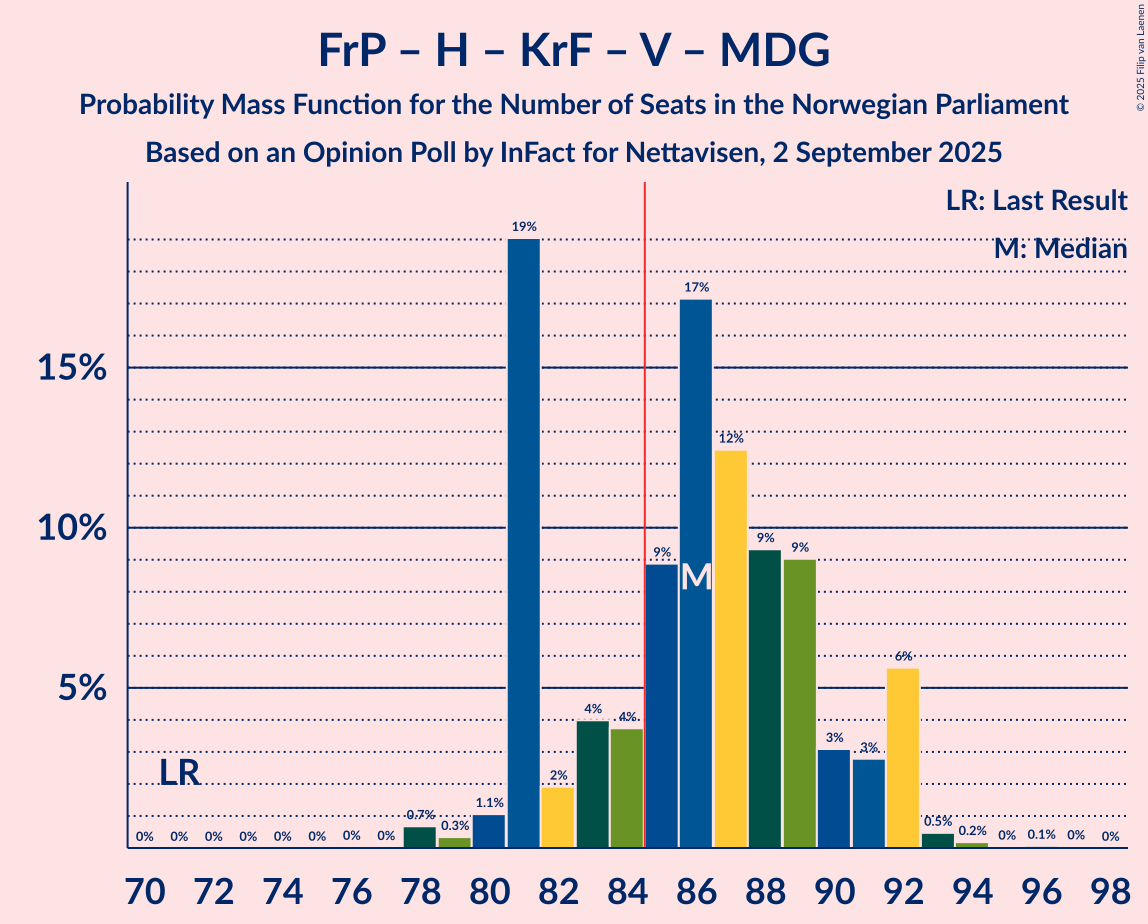 FrP – H – KrF – V – MDG
Probability Mass Function for the Number of Seats in the Norwegian Parliament
Based on an Opinion Poll by InFact for Nettavisen, 2 September 2025
© 2025 Filip van Laenen
LR: Last Result
M: Median
15%
10%
5%
LR
M
0% 0% 0% 0% 0% 0% 0% 0% 0.7% 0.3% 1.1% 19% 2% 4% 4% 9% 17% 12% 9% 9% 3% 3% 6% 0.5% 0.2% 0% 0.1% 0% 0%
70 72 74 76 78 80 82 84 86 88 90 92 94 96 98